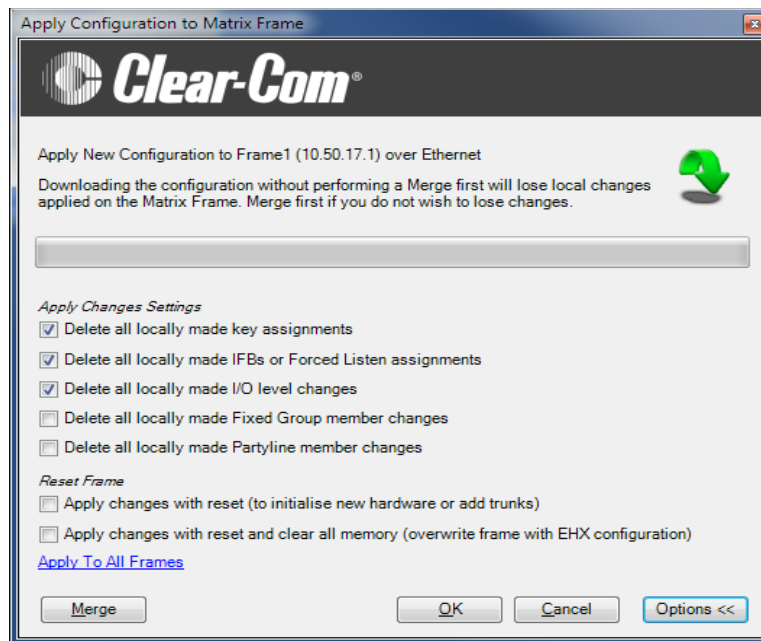 Apply Configuration to Matrix Frame
Clear-Com®
Apply New Configuration to Frame1 (10.50.17.1) over Ethernet
Downloading the configuration without performing a Merge first will lose local changes
applied on the Matrix Frame. Merge first if you do not wish to lose changes.
Apply Changes Settings
Delete all locally made key assignments
Delete all locally made IFBs or Forced Listen assignments
Delete all locally made I/O level changes
Delete all locally made Fixed Group member changes
Delete all locally made Partyline member changes
Reset Frame
Apply changes with reset (to initialise new hardware or add trunks)
Apply changes with reset and clear all memory (overwrite frame with EHX configuration)
Apply To All Frames
Merge OK Cancel Options <<